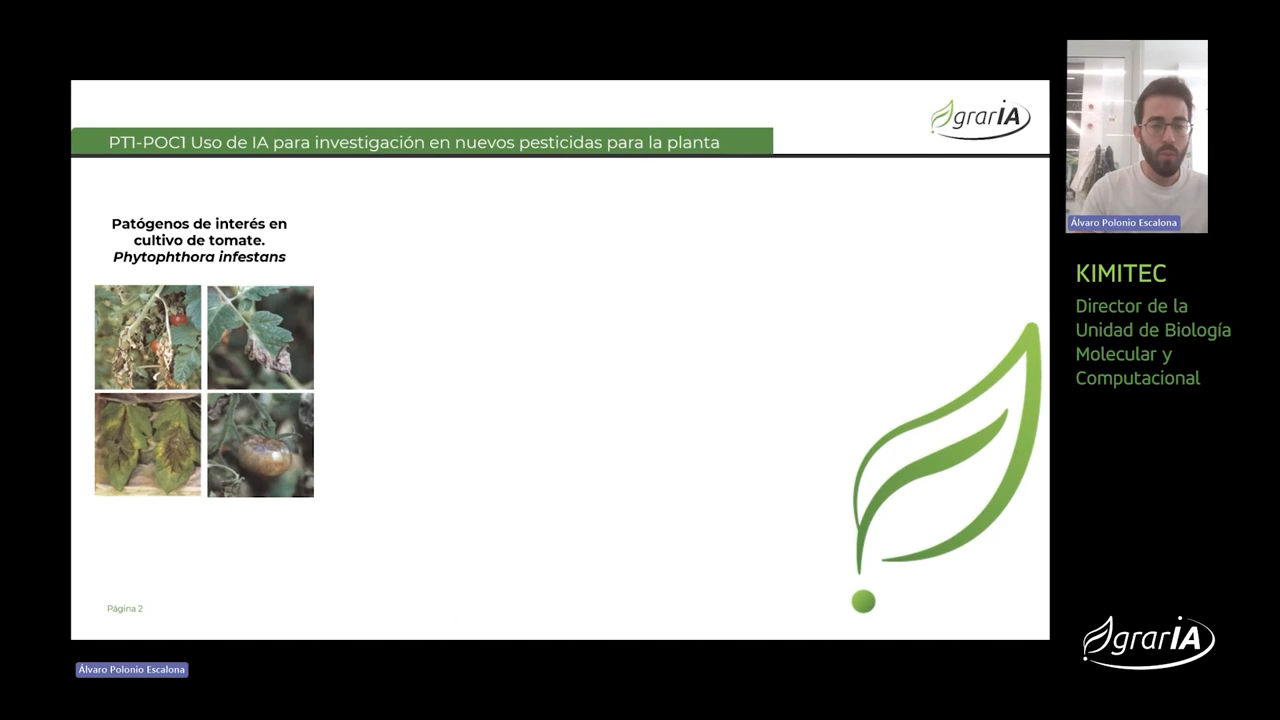 grarIA
PT1-POC1 Uso de IA para investigación en nuevos pesticidas para la planta
Patógenos de interés en
cultivo de tomate.
Phytophthora infestans
Página 2
Álvaro Polonio Escalona
Álvaro Polonio Escalona
KIMITEC
Director de la
Unidad de Biología
Molecular y
Computacional
grarIA